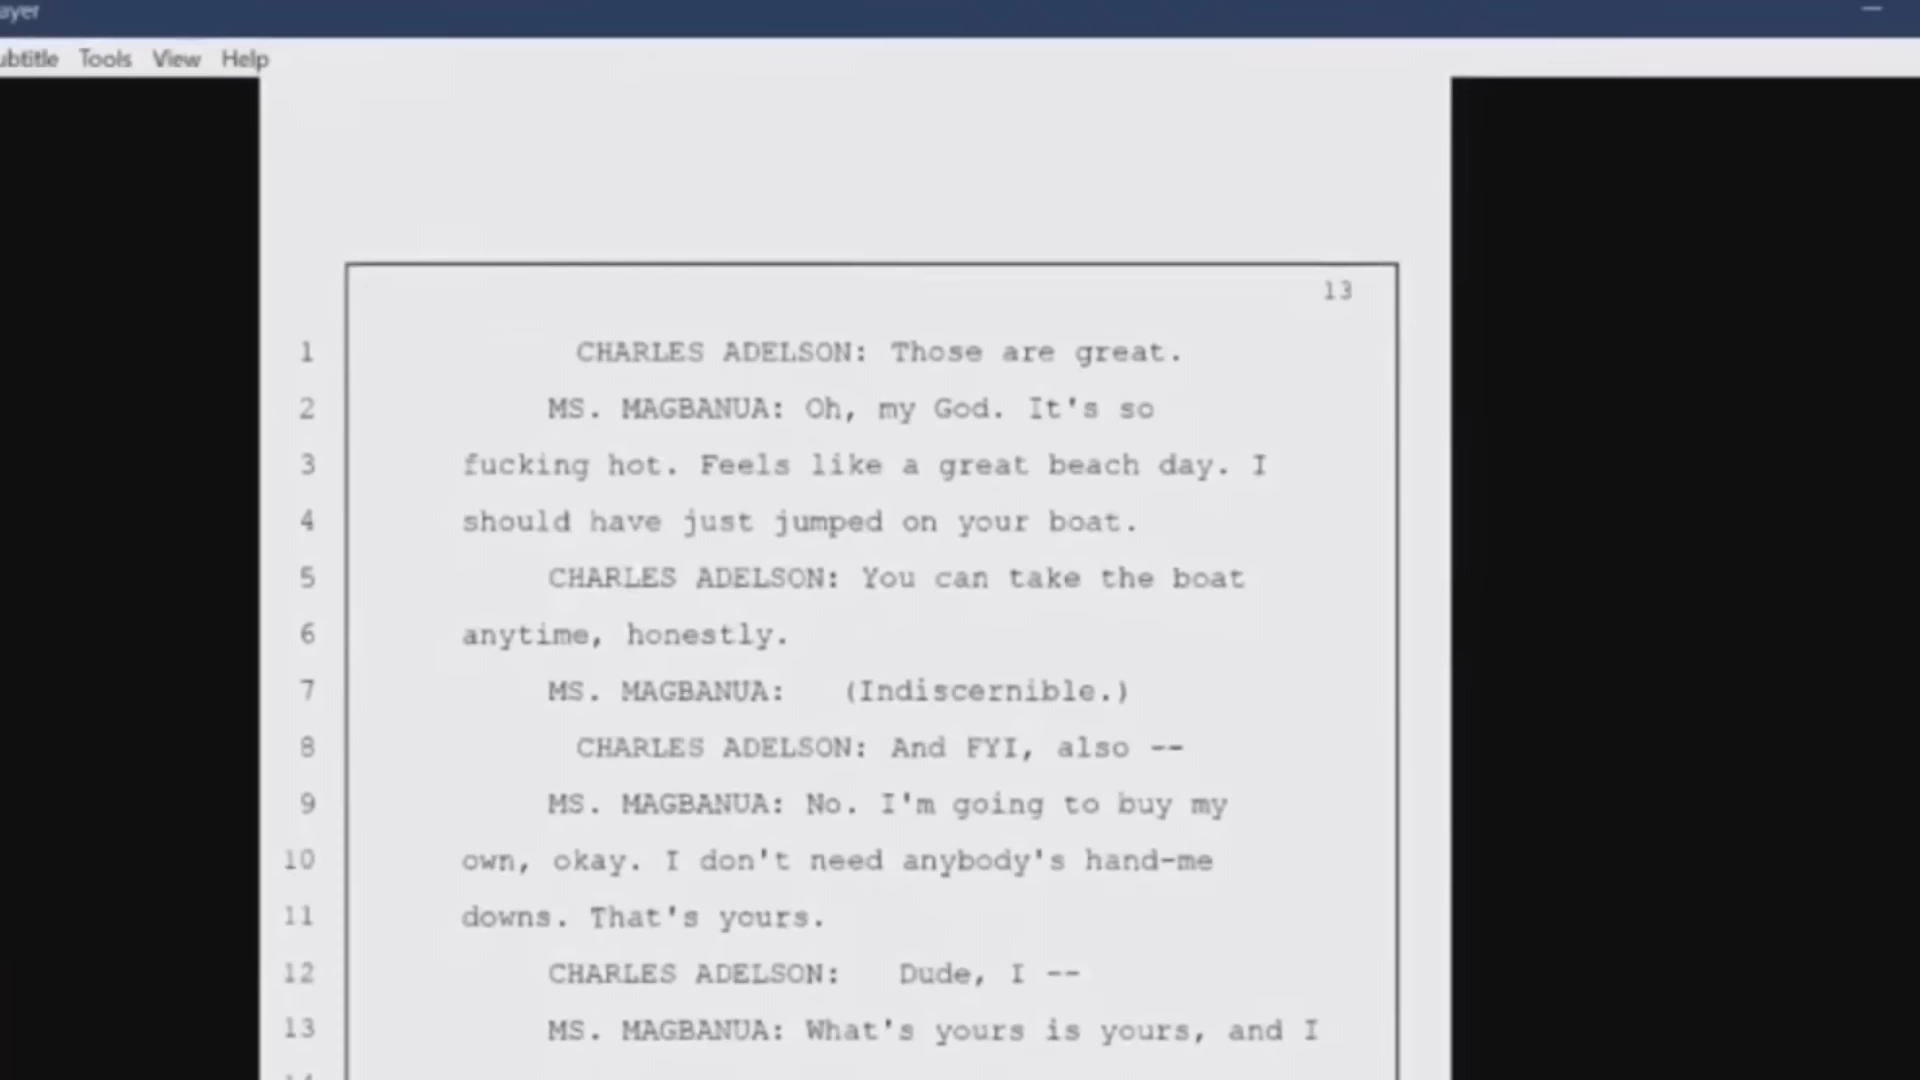 ayer
ubtitle Tools View Help
13
1 CHARLES ADELSON: Those are great.
2 MS. MAGBANUA: Oh, my God. It's so
3 fucking hot. Feels like a great beach day. I
4 should have just jumped on your boat.
5 CHARLES ADELSON: You can take the boat
6 anytime, honestly.
7 MS. MAGBANUA: (Indiscernible.)
8 CHARLES ADELSON: And FYI, also --
9 MS. MAGBANUA: No. I'm going to buy my
10 own, okay. I don't need anybody's hand-me
11 downs. That's yours.
12 CHARLES ADELSON: Dude, I --
13 MS. MAGBANUA: What's yours is yours, and I